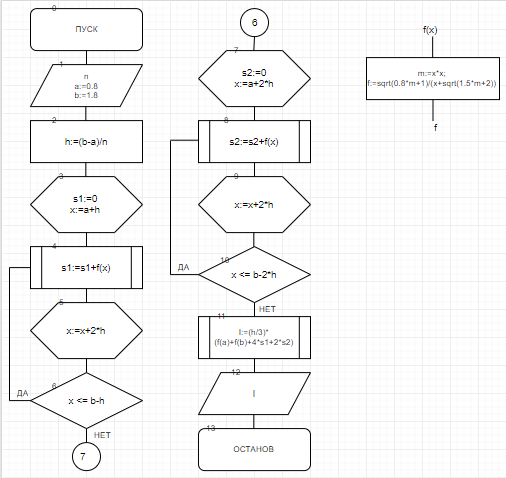 0
ПУСК
1
n
a:=0.8
b:=1.8
2
h:=(b-a)/n
3
s1:=0
x:=a+h
4
s1:=s1+f(x)
5
x:=x+2*h
6
ДА
x <= b-h
НЕТ
7
6
7
s2:=0
x:=a+2*h
8
s2:=s2+f(x)
9
x:=x+2*h
10
ДА
x <= b-2*h
НЕТ
11
I:=(h/3)*
(f(a)+f(b)+4*s1+2*s2)
12
I
13
ОСТАНОВ
f(x)
m:=x*x;
f:=sqrt(0.8*m+1)/(x+sqrt(1.5*m+2))
f